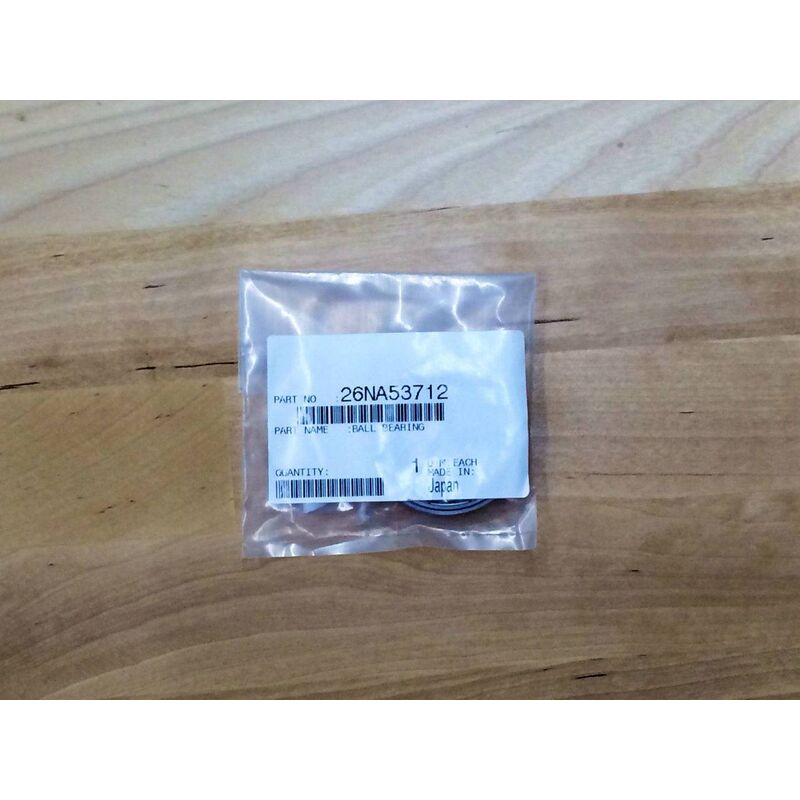 PART NO : 26NA53712
PART NAME :BALL BEARING
QUANTITY: 1 U/M EACH
MADE IN:
Japan